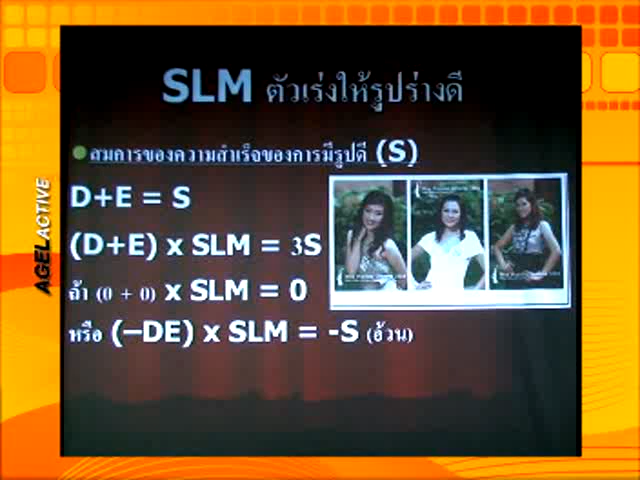 SLM ตัวเร่งให้รูปร่างดี
สมการของความสำเร็จของการมีรูปดี (S)
D+E = S
(D+E) x SLM = 3S
ถ้า (0 + 0) x SLM = 0
หรือ (–DE) x SLM = -S (อ้วน)
AGELACTIVE